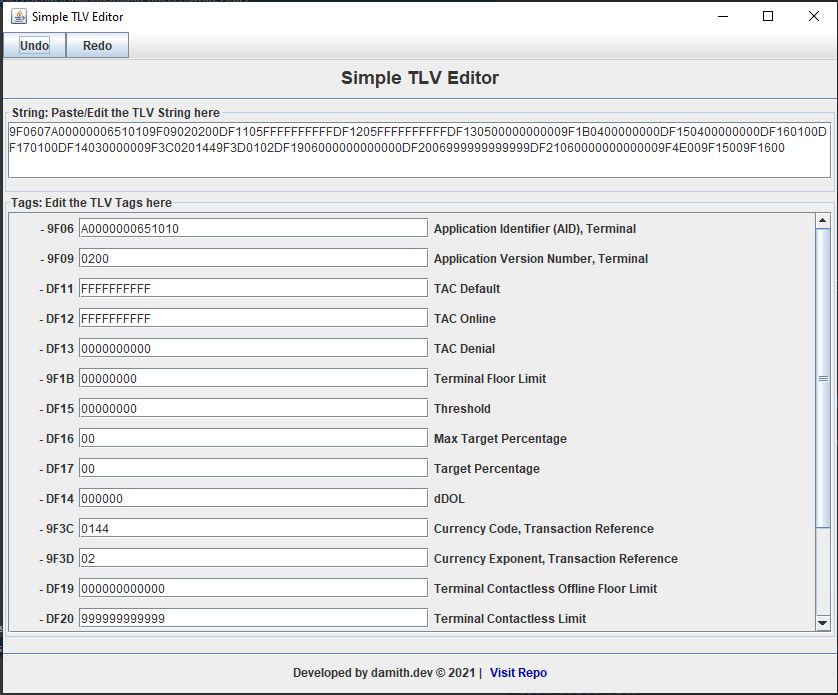 Simple TLV Editor
Undo
Redo
Simple TLV Editor
String: Paste/Edit the TLV String here
9F0607A00000006510109F09020200DF1105FFFFFFFFFFDF1205FFFFFFFFFFDF130500000000009F1B0400000000DF150400000000DF160100D
F170100DF14030000009F3C0201449F3D0102DF1906000000000000DF2006999999999999DF21060000000000009F4E009F15009F1600
Tags: Edit the TLV Tags here
- 9F06 A0000000651010 Application Identifier (AID), Terminal
- 9F09 0200 Application Version Number, Terminal
- DF11 FFFFFFFFFF TAC Default
- DF12 FFFFFFFFFF TAC Online
- DF13 0000000000 TAC Denial
- 9F1B 00000000 Terminal Floor Limit
- DF15 00000000 Threshold
- DF16 00 Max Target Percentage
- DF17 00 Target Percentage
- DF14 000000 dDOL
- 9F3C 0144 Currency Code, Transaction Reference
- 9F3D 02 Currency Exponent, Transaction Reference
- DF19 000000000000 Terminal Contactless Offline Floor Limit
- DF20 999999999999 Terminal Contactless Limit
Developed by damith.dev © 2021 | Visit Repo